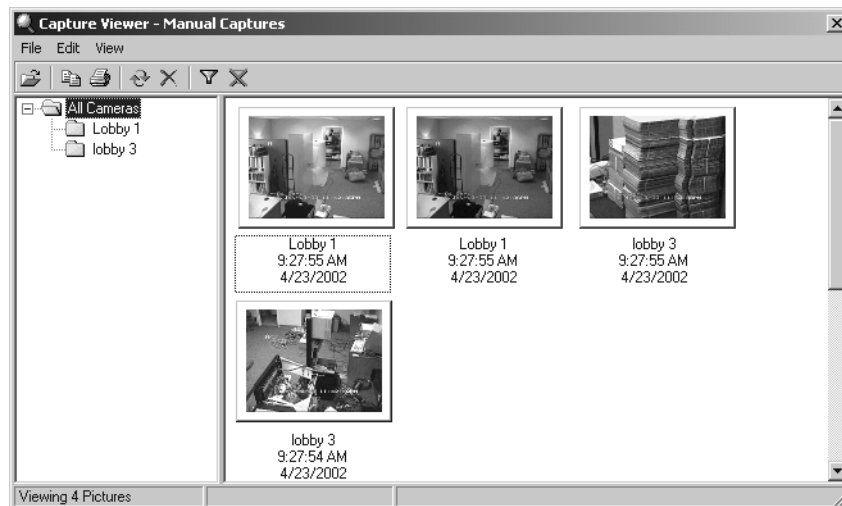 Capture Viewer - Manual Captures
File Edit View
All Cameras
Lobby 1
lobby 3
Lobby 1
9:27:55 AM
4/23/2002
Lobby 1
9:27:55 AM
4/23/2002
lobby 3
9:27:55 AM
4/23/2002
lobby 3
9:27:54 AM
4/23/2002
Viewing 4 Pictures